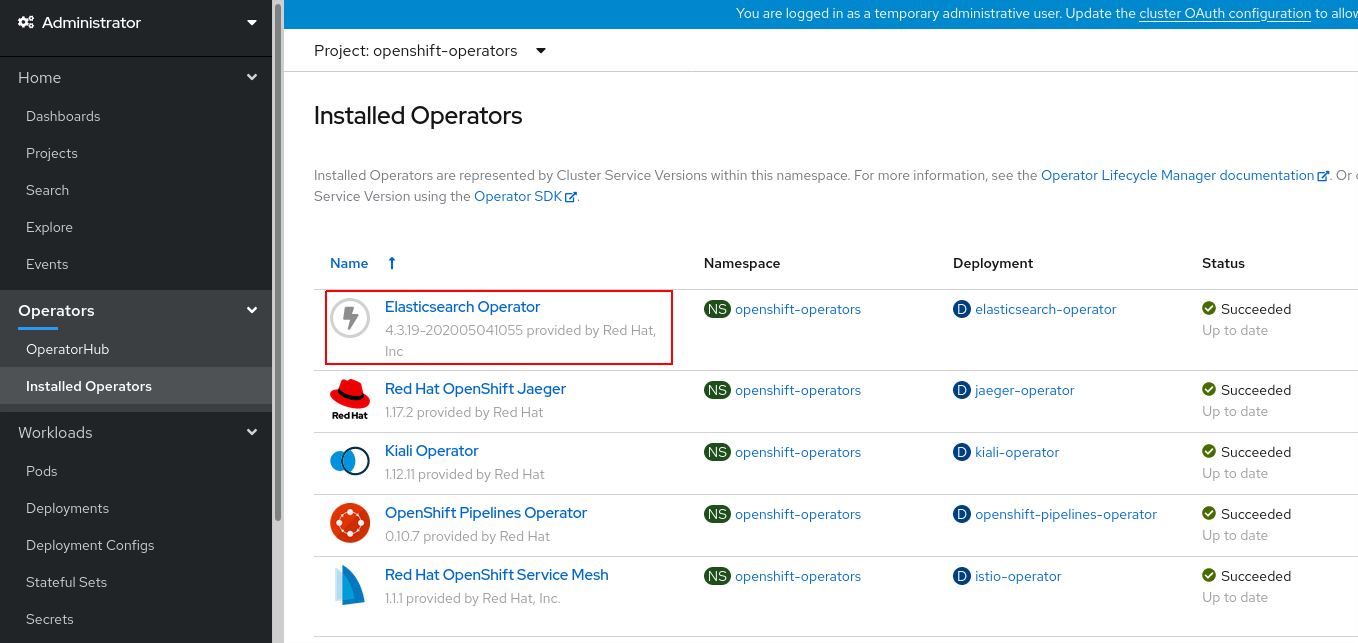 Administrator
Home
Dashboards
Projects
Search
Explore
Events
Operators
OperatorHub
Installed Operators
Workloads
Pods
Deployments
Deployment Configs
Stateful Sets
Secrets
You are logged in as a temporary administrative user. Update the cluster OAuth configuration to allow
Project: openshift-operators
Installed Operators
Installed Operators are represented by Cluster Service Versions within this namespace. For more information, see the Operator Lifecycle Manager documentation. Or
Service Version using the Operator SDK.
Name Namespace Deployment Status
Elasticsearch Operator
4.3.19-202005041055 provided by Red Hat,
Inc
NS openshift-operators
D elasticsearch-operator
Succeeded
Up to date
Red Hat
Red Hat OpenShift Jaeger
1.17.2 provided by Red Hat
NS openshift-operators
D jaeger-operator
Succeeded
Up to date
Kiali Operator
1.12.11 provided by Red Hat
NS openshift-operators
D kiali-operator
Succeeded
Up to date
OpenShift Pipelines Operator
0.10.7 provided by Red Hat
NS openshift-operators
D openshift-pipelines-operator
Succeeded
Up to date
Red Hat OpenShift Service Mesh
1.1.1 provided by Red Hat, Inc.
NS openshift-operators
D istio-operator
Succeeded
Up to date